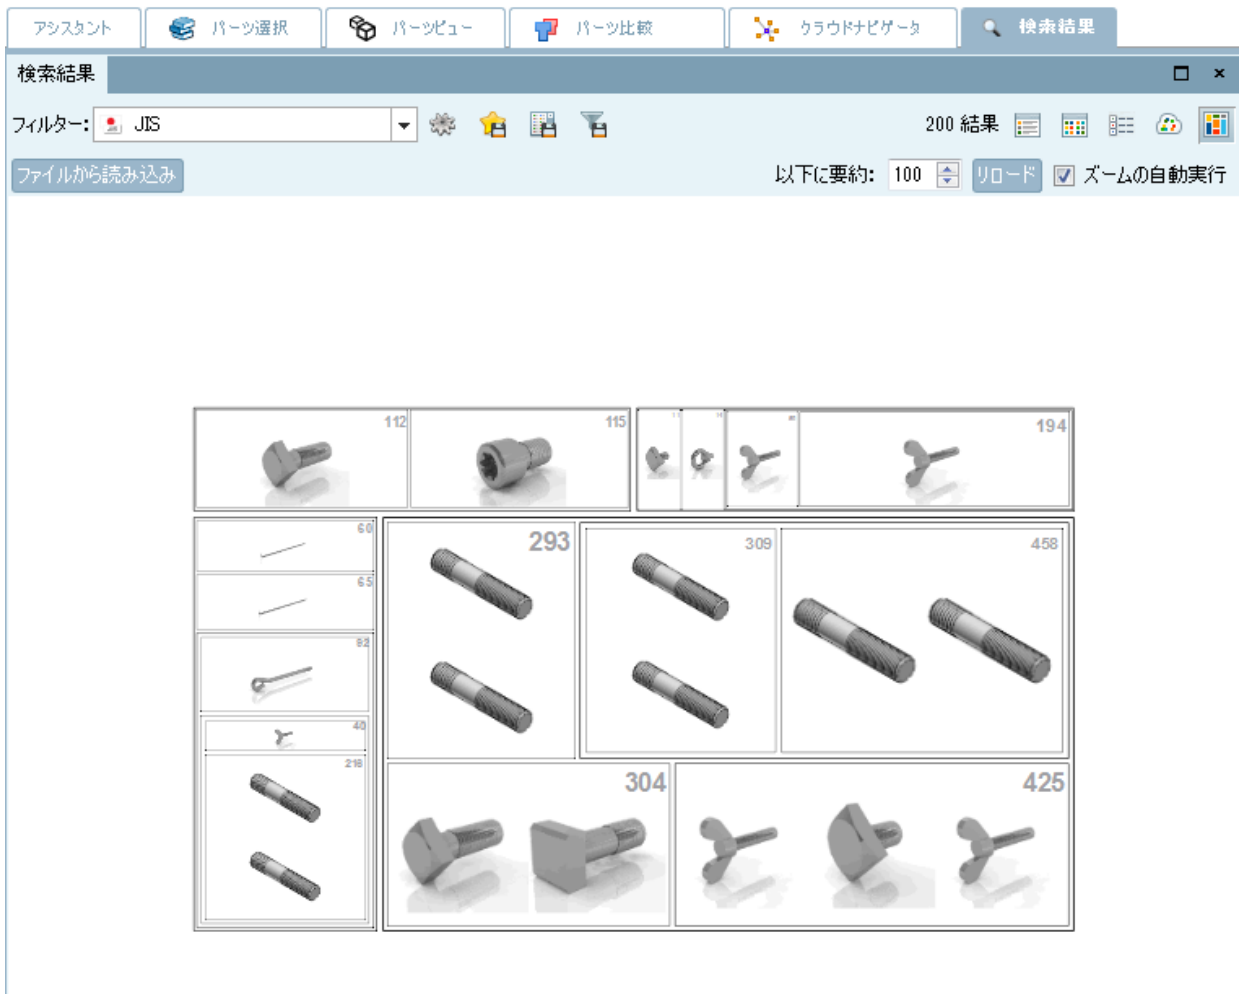 アシスタント パーツ選択 パーツビュー パーツ比較 クラウドナビゲータ 検索結果
検索結果
フィルター: JIS 200 結果
ファイルから読み込み 以下に要約: 100 リロード ズームの自動実行
112 115 194
60
65
92
40
218
293 309 458
304 425